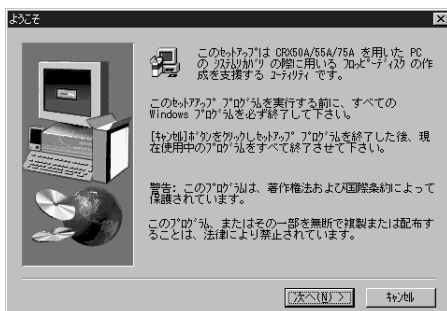 ようこそ
このｾｯﾄｱｯﾌﾟは CRX50A/55A/75A を用いた PC
の ｼｽﾃﾑﾘｶﾊﾞﾘ の際に用いる ﾌﾛｯﾋﾟｰﾃﾞｨｽｸ の作
成を支援する ﾕｰﾃｨﾘﾃｨ です。
このｾｯﾄｱｯﾌﾟ ﾌﾟﾛｸﾞﾗﾑを実行する前に、すべての
Windows ﾌﾟﾛｸﾞﾗﾑを必ず終了して下さい。
[ｷｬﾝｾﾙ]ﾎﾞﾀﾝをｸﾘｯｸしｾｯﾄｱｯﾌﾟ ﾌﾟﾛｸﾞﾗﾑを終了した後、現
在使用中のﾌﾟﾛｸﾞﾗﾑをすべて終了させて下さい。
警告: このﾌﾟﾛｸﾞﾗﾑは、著作権法および国際条約によって
保護されています。
このﾌﾟﾛｸﾞﾗﾑ、またはその一部を無断で複製または配布す
ることは、法律により禁止されています。
次へ(N) >
ｷｬﾝｾﾙ